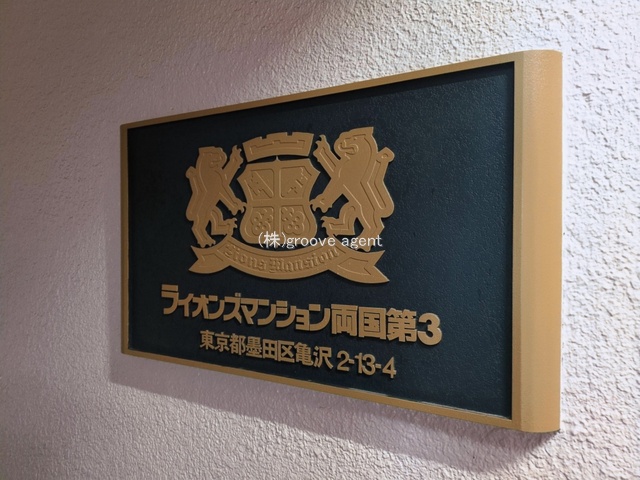 (株)groove agent
Lions Mansion
ライオンズマンション両国第3
東京都墨田区亀沢2-13-4